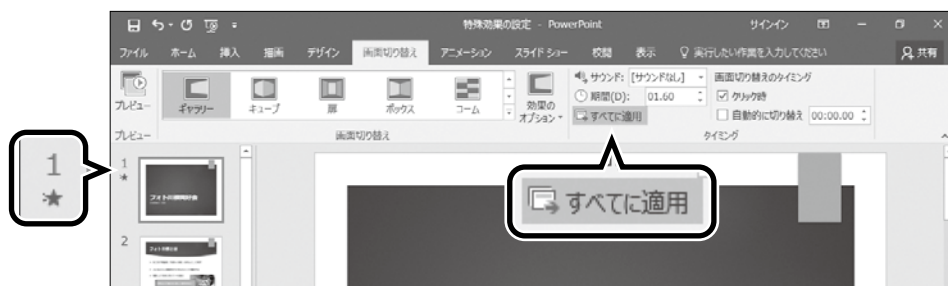 特殊効果の設定 - PowerPoint
サインイン
ファイル ホーム 挿入 描画 デザイン 画面切り替え アニメーション スライド ショー 校閲 表示 実行したい作業を入力してください 共有
プレビュー
ギャラリー キューブ 扉 ボックス コーム
効果のオプション
サウンド: [サウンドなし]
期間(D): 01.60
すべてに適用
画面切り替えのタイミング
クリック時
自動的に切り替え 00:00.00
プレビュー 画面切り替え タイミング
1
1
すべてに適用
2